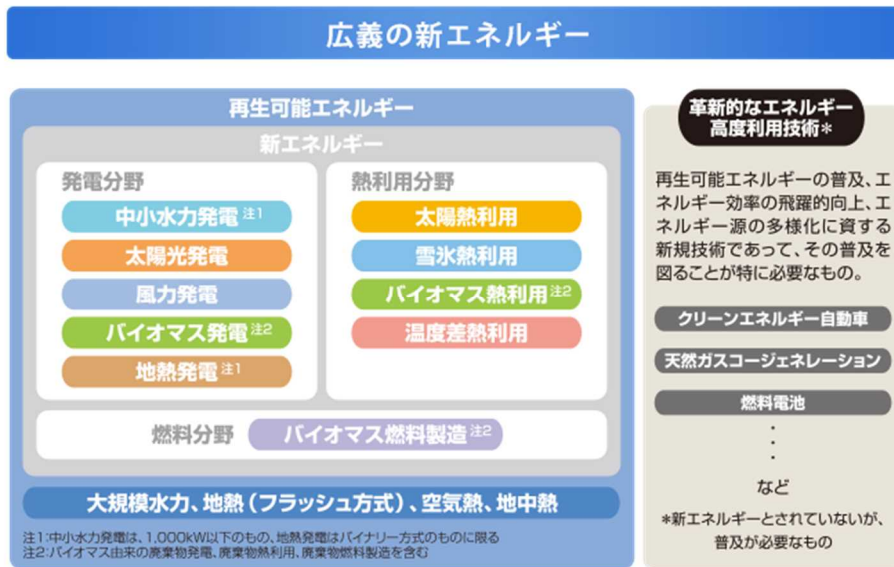 広義の新エネルギー
再生可能エネルギー
新エネルギー
発電分野
中小水力発電 注1
太陽光発電
風力発電
バイオマス発電 注2
地熱発電 注1
熱利用分野
太陽熱利用
雪氷熱利用
バイオマス熱利用 注2
温度差熱利用
燃料分野
バイオマス燃料製造 注2
大規模水力、地熱（フラッシュ方式）、空気熱、地中熱
注1：中小水力発電は、1,000kW以下のもの、地熱発電はバイナリー方式のものに限る
注2：バイオマス由来の廃棄物発電、廃棄物熱利用、廃棄物燃料製造を含む
革新的なエネルギー
高度利用技術＊
再生可能エネルギーの普及、エ
ネルギー効率の飛躍的向上、エ
ネルギー源の多様化に資する
新規技術であって、その普及を
図ることが特に必要なもの。
クリーンエネルギー自動車
天然ガスコージェネレーション
燃料電池
・
・
・
など
＊新エネルギーとされていないが、
普及が必要なもの